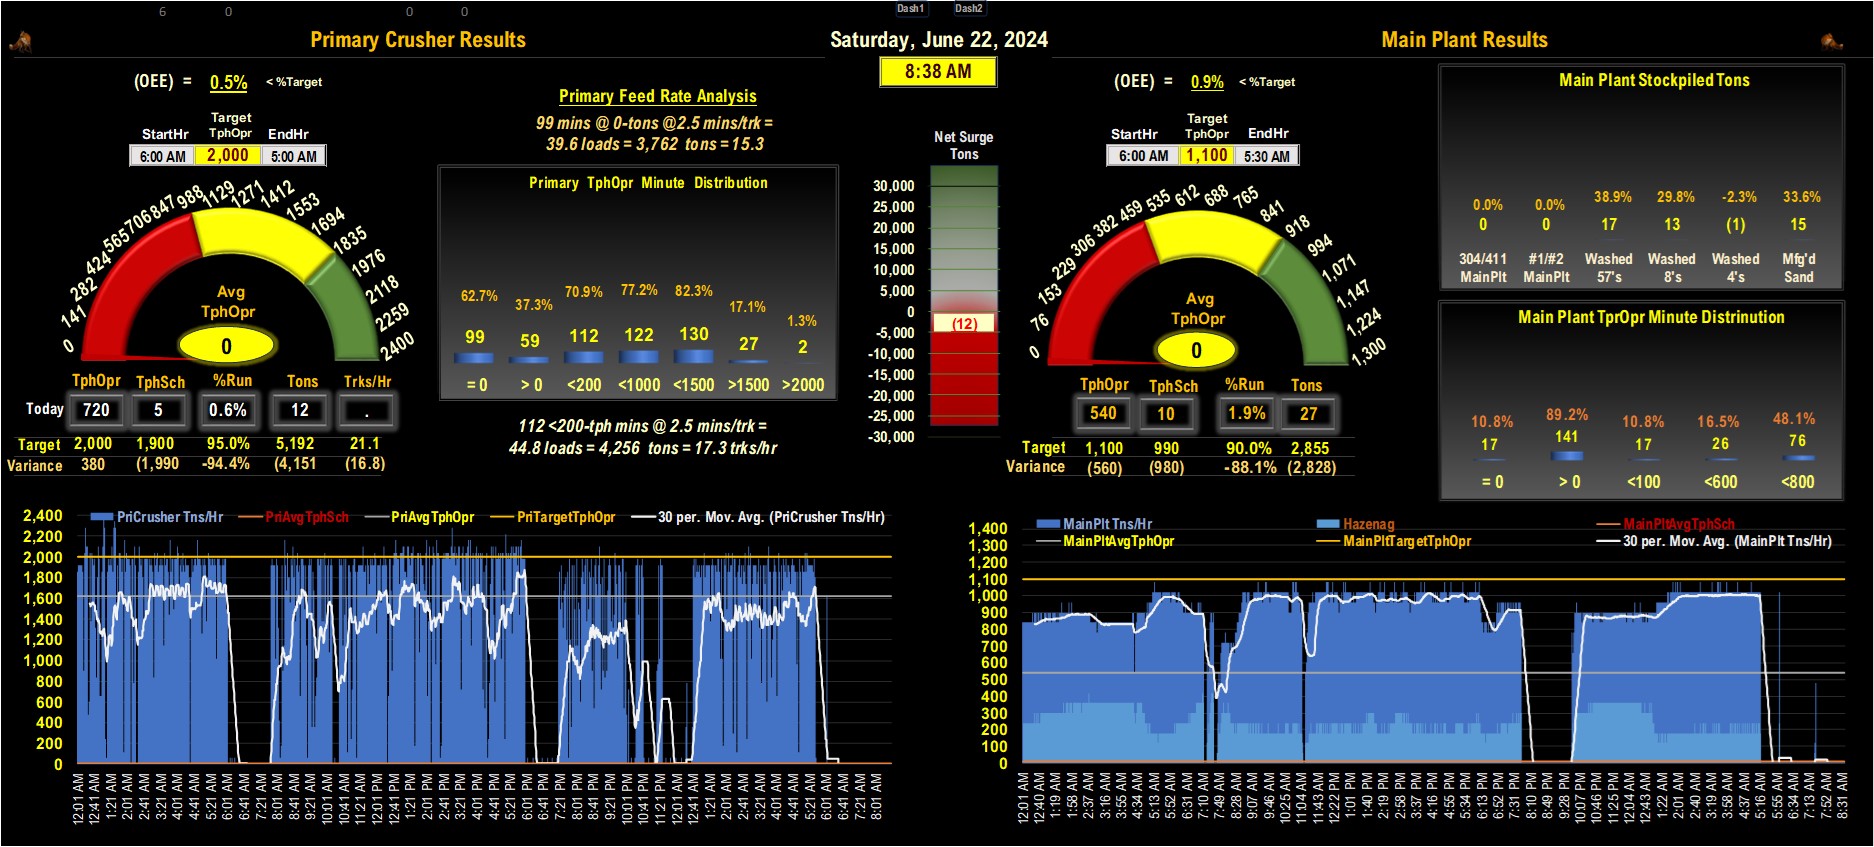 6 0 0 0 Dash1 Dash2
Primary Crusher Results
Saturday, June 22, 2024
Main Plant Results
8:38 AM
(OEE) = 0.5% < %Target
Target
StartHr TphOpr EndHr
6:00 AM 2,000 5:00 AM
0 141 282 424 565 706 847 988 1129 1271 1412 1553 1694 1835 1976 2118 2259 2400
Avg
TphOpr
0
TphOpr TphSch %Run Tons Trks/Hr
Today 720 5 0.6% 12 .
Target 2,000 1,900 95.0% 5,192 21.1
Variance 380 (1,990 -94.4% (4,151 (16.8)
Primary Feed Rate Analysis
99 mins @ 0-tons @2.5 mins/trk =
39.6 loads = 3,762 tons = 15.3
Primary TphOpr Minute Distribution
62.7% 37.3% 70.9% 77.2% 82.3% 17.1% 1.3%
99 59 112 122 130 27 2
= 0 > 0 <200 <1000 <1500 >1500 >2000
112 <200-tph mins @ 2.5 mins/trk =
44.8 loads = 4,256 tons = 17.3 trks/hr
Net Surge
Tons
30,000
25,000
20,000
15,000
10,000
5,000
0
(12)
-5,000
-10,000
-15,000
-20,000
-25,000
-30,000
(OEE) = 0.9% < %Target
Target
StartHr TphOpr EndHr
6:00 AM 1,100 5:30 AM
0 76 153 229 306 382 459 535 612 688 765 841 918 994 1,071 1,147 1,224 1,300
Avg
TphOpr
0
TphOpr TphSch %Run Tons
540 10 1.9% 27
Target 1,100 990 90.0% 2,855
Variance (560) (980) -88.1% (2,828)
Main Plant Stockpiled Tons
0.0% 0.0% 38.9% 29.8% -2.3% 33.6%
0 0 17 13 (1) 15
304/411 #1/#2 Washed Washed Washed Mfg'd
MainPlt MainPlt 57's 8's 4's Sand
Main Plant TprOpr Minute Distrinution
10.8% 89.2% 10.8% 16.5% 48.1%
17 141 17 26 76
= 0 > 0 <100 <600 <800
PriCrusher Tns/Hr PriAvgTphSch PriAvgTphOpr PriTargetTphOpr 30 per. Mov. Avg. (PriCrusher Tns/Hr)
2,400
2,200
2,000
1,800
1,600
1,400
1,200
1,000
800
600
400
200
0
12:01 AM 12:41 AM 1:21 AM 2:01 AM 2:41 AM 3:21 AM 4:01 AM 4:41 AM 5:21 AM 6:01 AM 6:41 AM 7:21 AM 8:01 AM 8:41 AM 9:21 AM 10:01 AM 10:41 AM 11:21 AM 12:01 PM 12:41 PM 1:21 PM 2:01 PM 2:41 PM 3:21 PM 4:01 PM 4:41 PM 5:21 PM 6:01 PM 6:41 PM 7:21 PM 8:01 PM 8:41 PM 9:21 PM 10:01 PM 10:41 PM 11:21 PM 12:01 AM 12:41 AM 1:21 AM 2:01 AM 2:41 AM 3:21 AM 4:01 AM 4:41 AM 5:21 AM 6:01 AM 6:41 AM 7:21 AM 8:01 AM
MainPlt Tns/Hr Hazenag MainPltAvgTphSch
MainPltAvgTphOpr MainPltTargetTphOpr 30 per. Mov. Avg. (MainPlt Tns/Hr)
1,400
1,300
1,200
1,100
1,000
900
800
700
600
500
400
300
200
100
0
12:01 AM 12:40 AM 1:19 AM 1:58 AM 2:37 AM 3:16 AM 3:55 AM 4:34 AM 5:13 AM 5:52 AM 6:31 AM 7:10 AM 7:49 AM 8:28 AM 9:07 AM 9:46 AM 10:25 AM 11:04 AM 11:43 AM 12:22 PM 1:01 PM 1:40 PM 2:19 PM 2:58 PM 3:37 PM 4:16 PM 4:55 PM 5:34 PM 6:13 PM 6:52 PM 7:31 PM 8:10 PM 8:49 PM 9:28 PM 10:07 PM 10:46 PM 11:25 PM 12:04 AM 12:43 AM 1:22 AM 2:01 AM 2:40 AM 3:19 AM 3:58 AM 4:37 AM 5:16 AM 5:55 AM 6:34 AM 7:13 AM 7:52 AM 8:31 AM